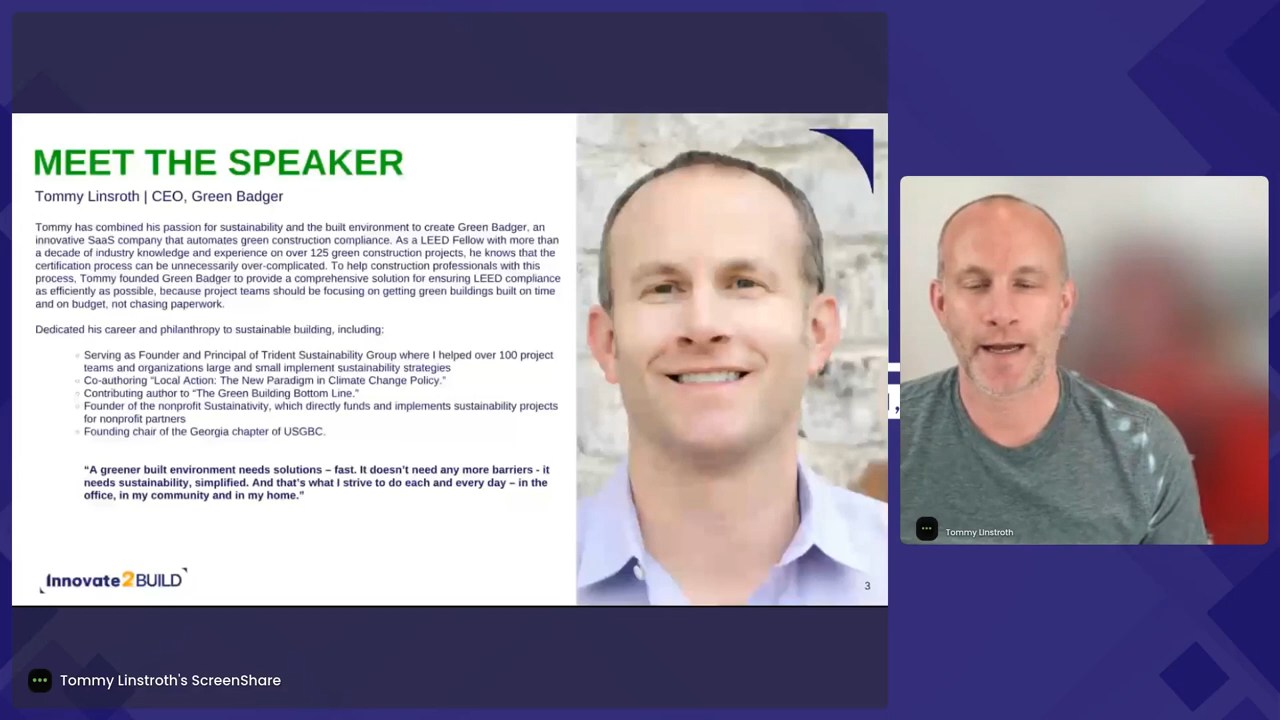 MEET THE SPEAKER
Tommy Linsroth | CEO, Green Badger
Tommy has combined his passion for sustainability and the built environment to create Green Badger, an
innovative SaaS company that automates green construction compliance. As a LEED Fellow with more than
a decade of industry knowledge and experience on over 125 green construction projects, he knows that the
certification process can be unnecessarily over-complicated. To help construction professionals with this
process, Tommy founded Green Badger to provide a comprehensive solution for ensuring LEED compliance
as efficiently as possible, because project teams should be focusing on getting green buildings built on time
and on budget, not chasing paperwork.
Dedicated his career and philanthropy to sustainable building, including:
Serving as Founder and Principal of Trident Sustainability Group where I helped over 100 project
teams and organizations large and small implement sustainability strategies
Co-authoring “Local Action: The New Paradigm in Climate Change Policy.”
Contributing author to “The Green Building Bottom Line.”
Founder of the nonprofit Sustainativity, which directly funds and implements sustainability projects
for nonprofit partners
Founding chair of the Georgia chapter of USGBC.
“A greener built environment needs solutions – fast. It doesn’t need any more barriers - it
needs sustainability, simplified. And that’s what I strive to do each and every day – in the
office, in my community and in my home.”
Innovate2BUILD
3
Tommy Linstroth
Tommy Linstroth's ScreenShare